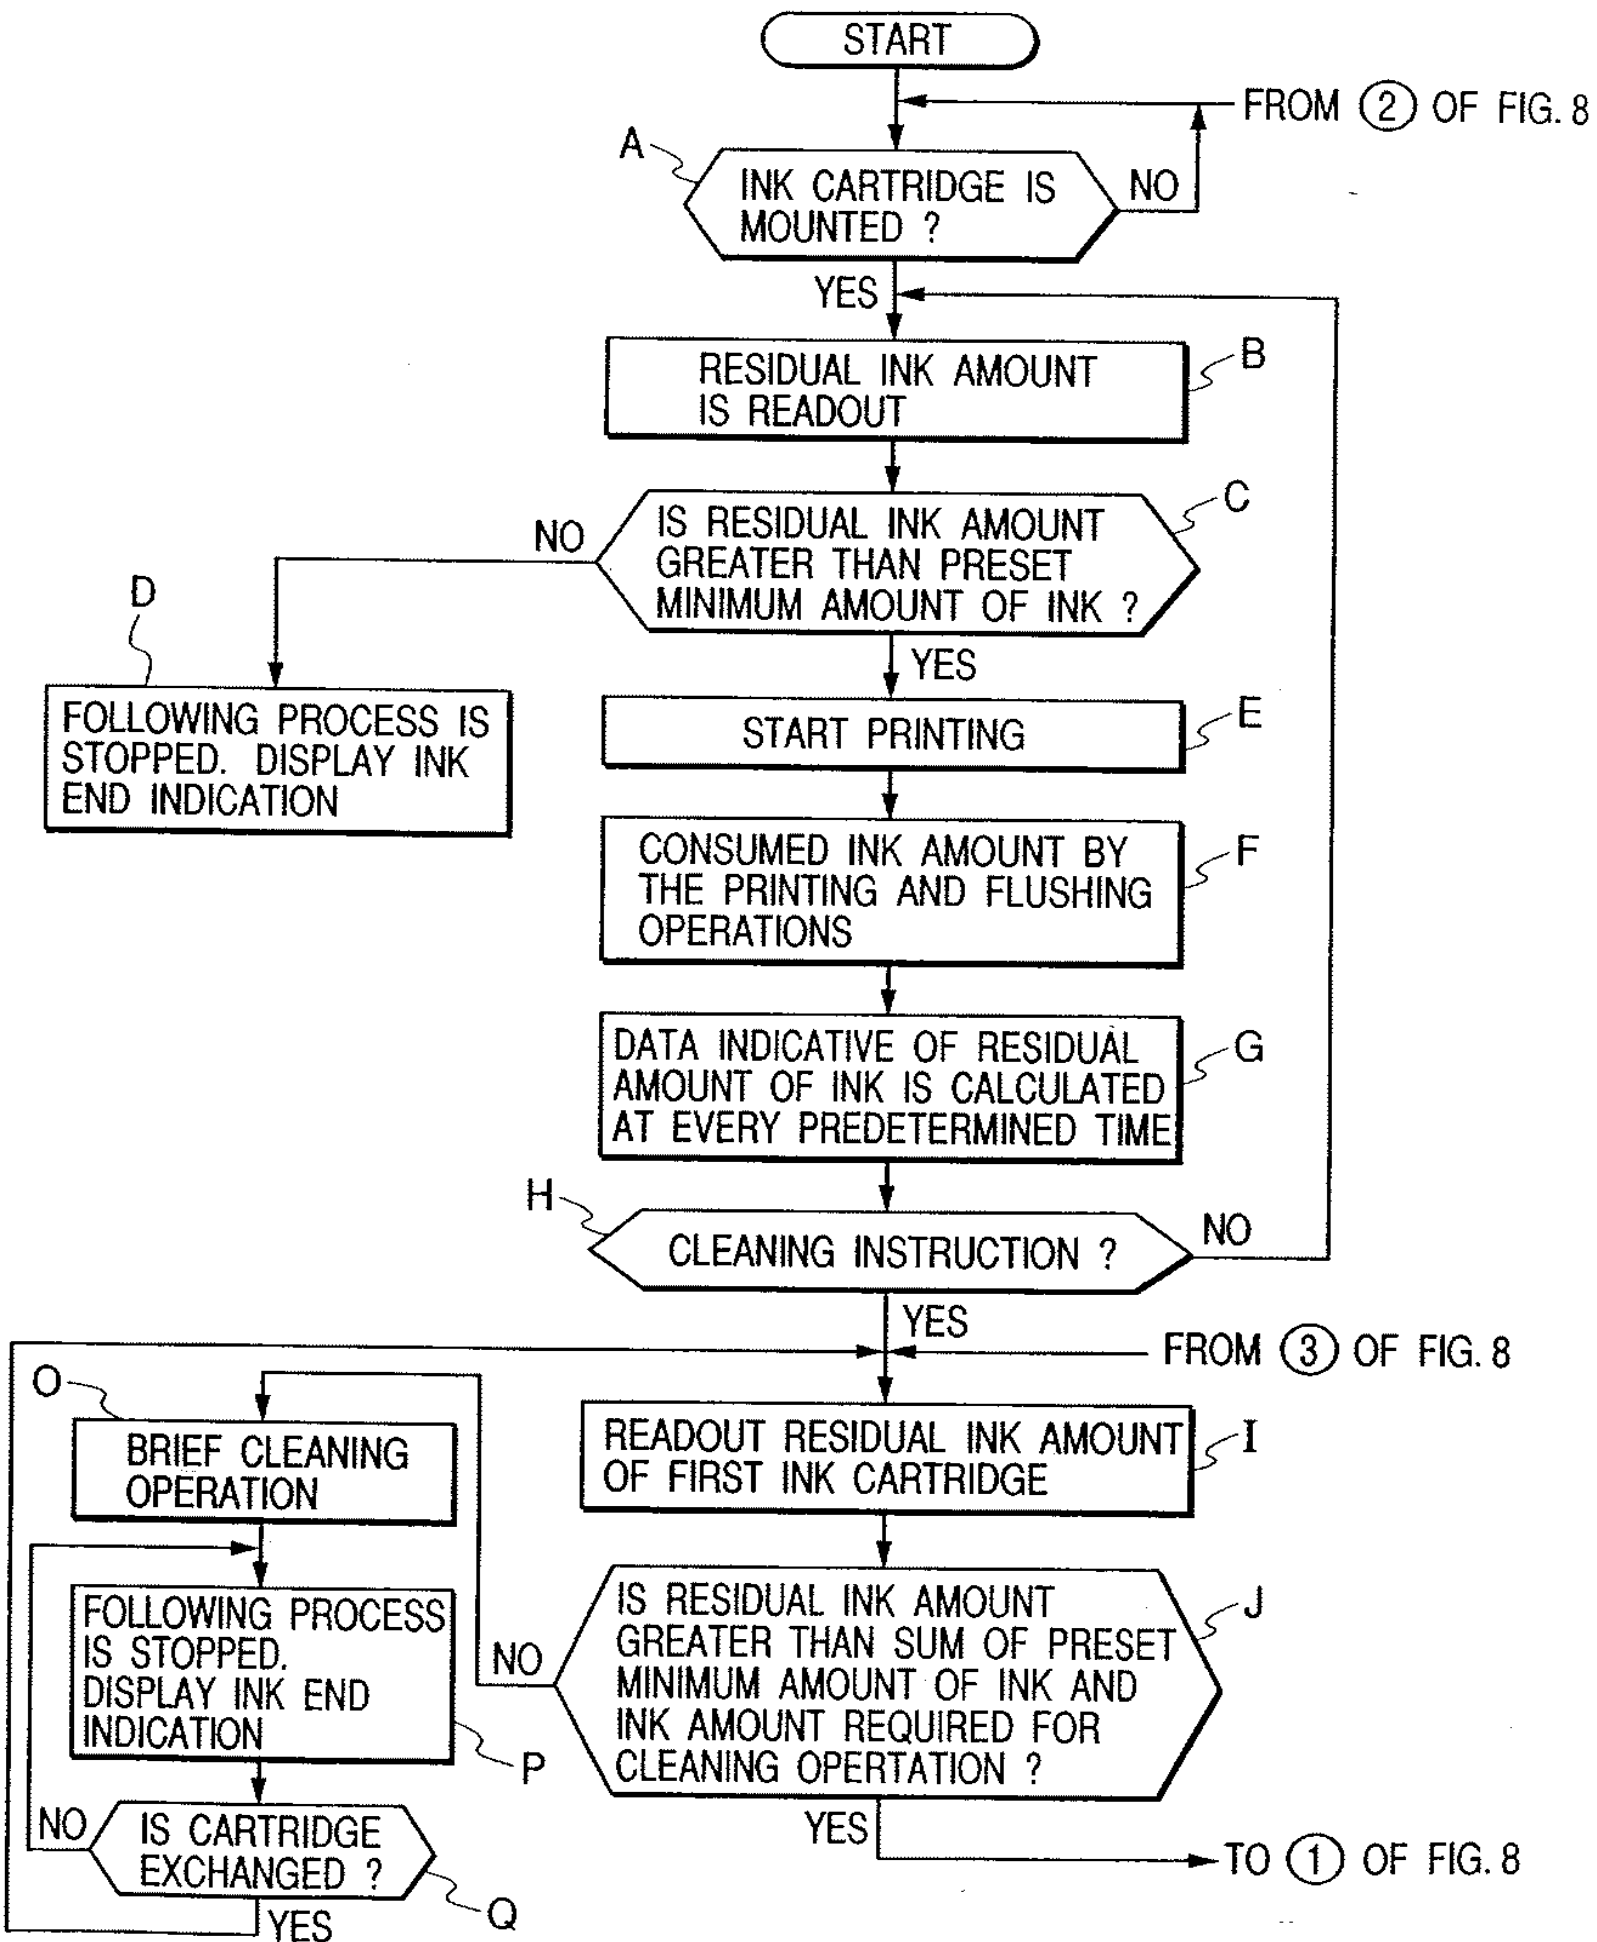 START
FROM 2 OF FIG. 8
A
INK CARTRIDGE IS
MOUNTED ?
NO
YES
B
RESIDUAL INK AMOUNT
IS READOUT
C
IS RESIDUAL INK AMOUNT
GREATER THAN PRESET
MINIMUM AMOUNT OF INK ?
NO
D
FOLLOWING PROCESS IS
STOPPED. DISPLAY INK
END INDICATION
YES
START PRINTING
E
CONSUMED INK AMOUNT BY
THE PRINTING AND FLUSHING
OPERATIONS
F
DATA INDICATIVE OF RESIDUAL
AMOUNT OF INK IS CALCULATED
AT EVERY PREDETERMINED TIME
G
H
CLEANING INSTRUCTION ?
NO
YES
FROM 3 OF FIG. 8
O
BRIEF CLEANING
OPERATION
READOUT RESIDUAL INK AMOUNT
OF FIRST INK CARTRIDGE
I
FOLLOWING PROCESS
IS STOPPED.
DISPLAY INK END
INDICATION
P
NO
IS RESIDUAL INK AMOUNT
GREATER THAN SUM OF PRESET
MINIMUM AMOUNT OF INK AND
INK AMOUNT REQUIRED FOR
CLEANING OPERTATION ?
J
NO
IS CARTRIDGE
EXCHANGED ?
Q
YES
YES
TO 1 OF FIG. 8